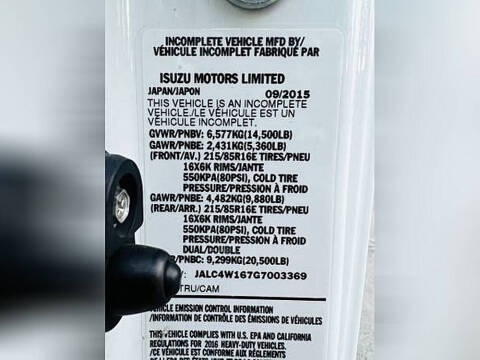 INCOMPLETE VEHICLE MFD BY/
VÉHICULE INCOMPLET FABRIQUÉ PAR
ISUZU MOTORS LIMITED
JAPAN/JAPON 09/2015
THIS VEHICLE IS AN INCOMPLETE
VEHICLE./LE VÉHICULE EST UN
VÉHICULE INCOMPLET.
GVWR/PNBV: 6,577KG(14,500LB)
GAWR/PNBE: 2,431KG(5,360LB)
(FRONT/AV.) 215/85R16E TIRES/PNEU
16X6K RIMS/JANTE
550KPA(80PSI), COLD TIRE
PRESSURE/PRESSION À FROID
GAWR/PNBE: 4,482KG(9,880LB)
(REAR/ARR.) 215/85R16E TIRES/PNEU
16X6K RIMS/JANTE
550KPA(80PSI), COLD TIRE
PRESSURE/PRESSION À FROID
DUAL/DOUBLE
/PNBC: 9,299KG(20,500LB)
: JALC4W167G7003369
TRU/CAM
VEHICLE EMISSION CONTROL INFORMATION
/INFORMATION DE CONTRÔLE DES ÉMISSIONS DE VÉHICULES
THIS VEHICLE COMPLIES WITH U.S. EPA AND CALIFORNIA
REGULATIONS FOR 2016 HEAVY-DUTY VEHICLES.
/CE VÉHICULE EST CONFORME AUX RÈGLEMENTS